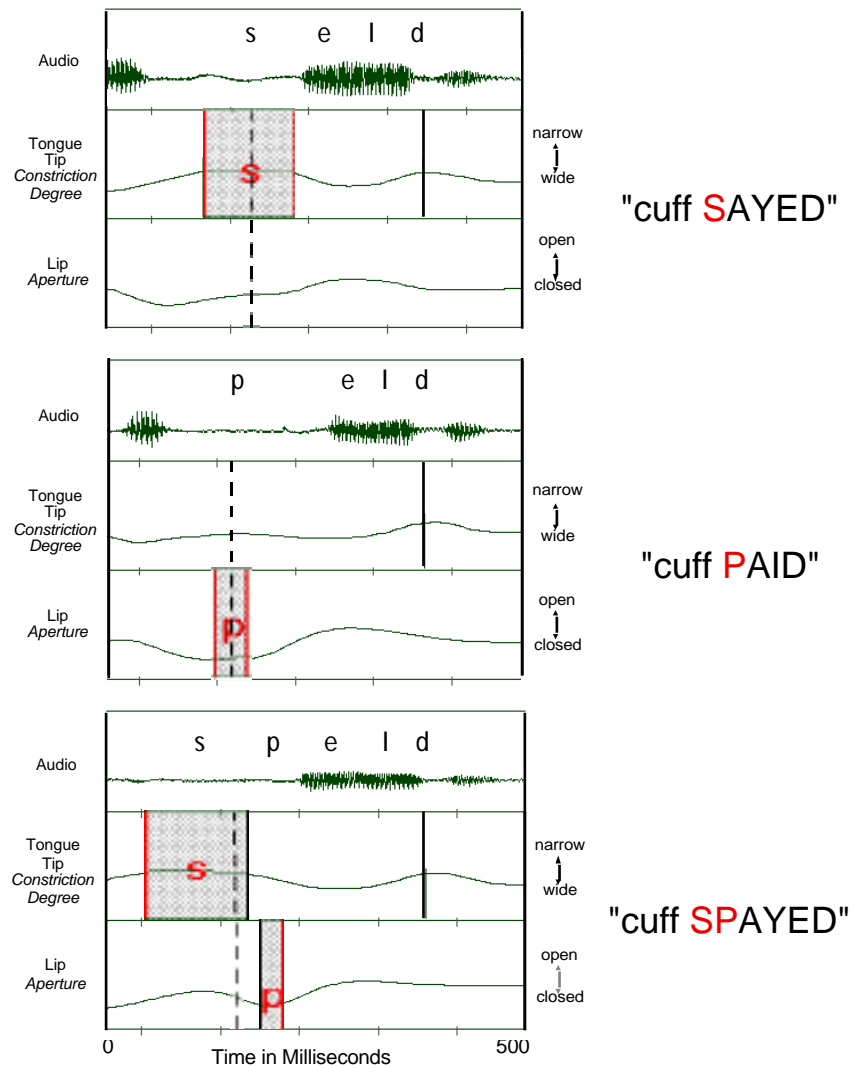 s e I d
Audio
Tongue
Tip
Constriction
Degree
s
narrow
wide
Lip
Aperture
open
closed
"cuff SAYED"
p e I d
Audio
Tongue
Tip
Constriction
Degree
narrow
wide
Lip
Aperture
p
open
closed
"cuff PAID"
s p e I d
Audio
Tongue
Tip
Constriction
Degree
s
narrow
wide
Lip
Aperture
p
open
closed
"cuff SPAYED"
0 Time in Milliseconds 500